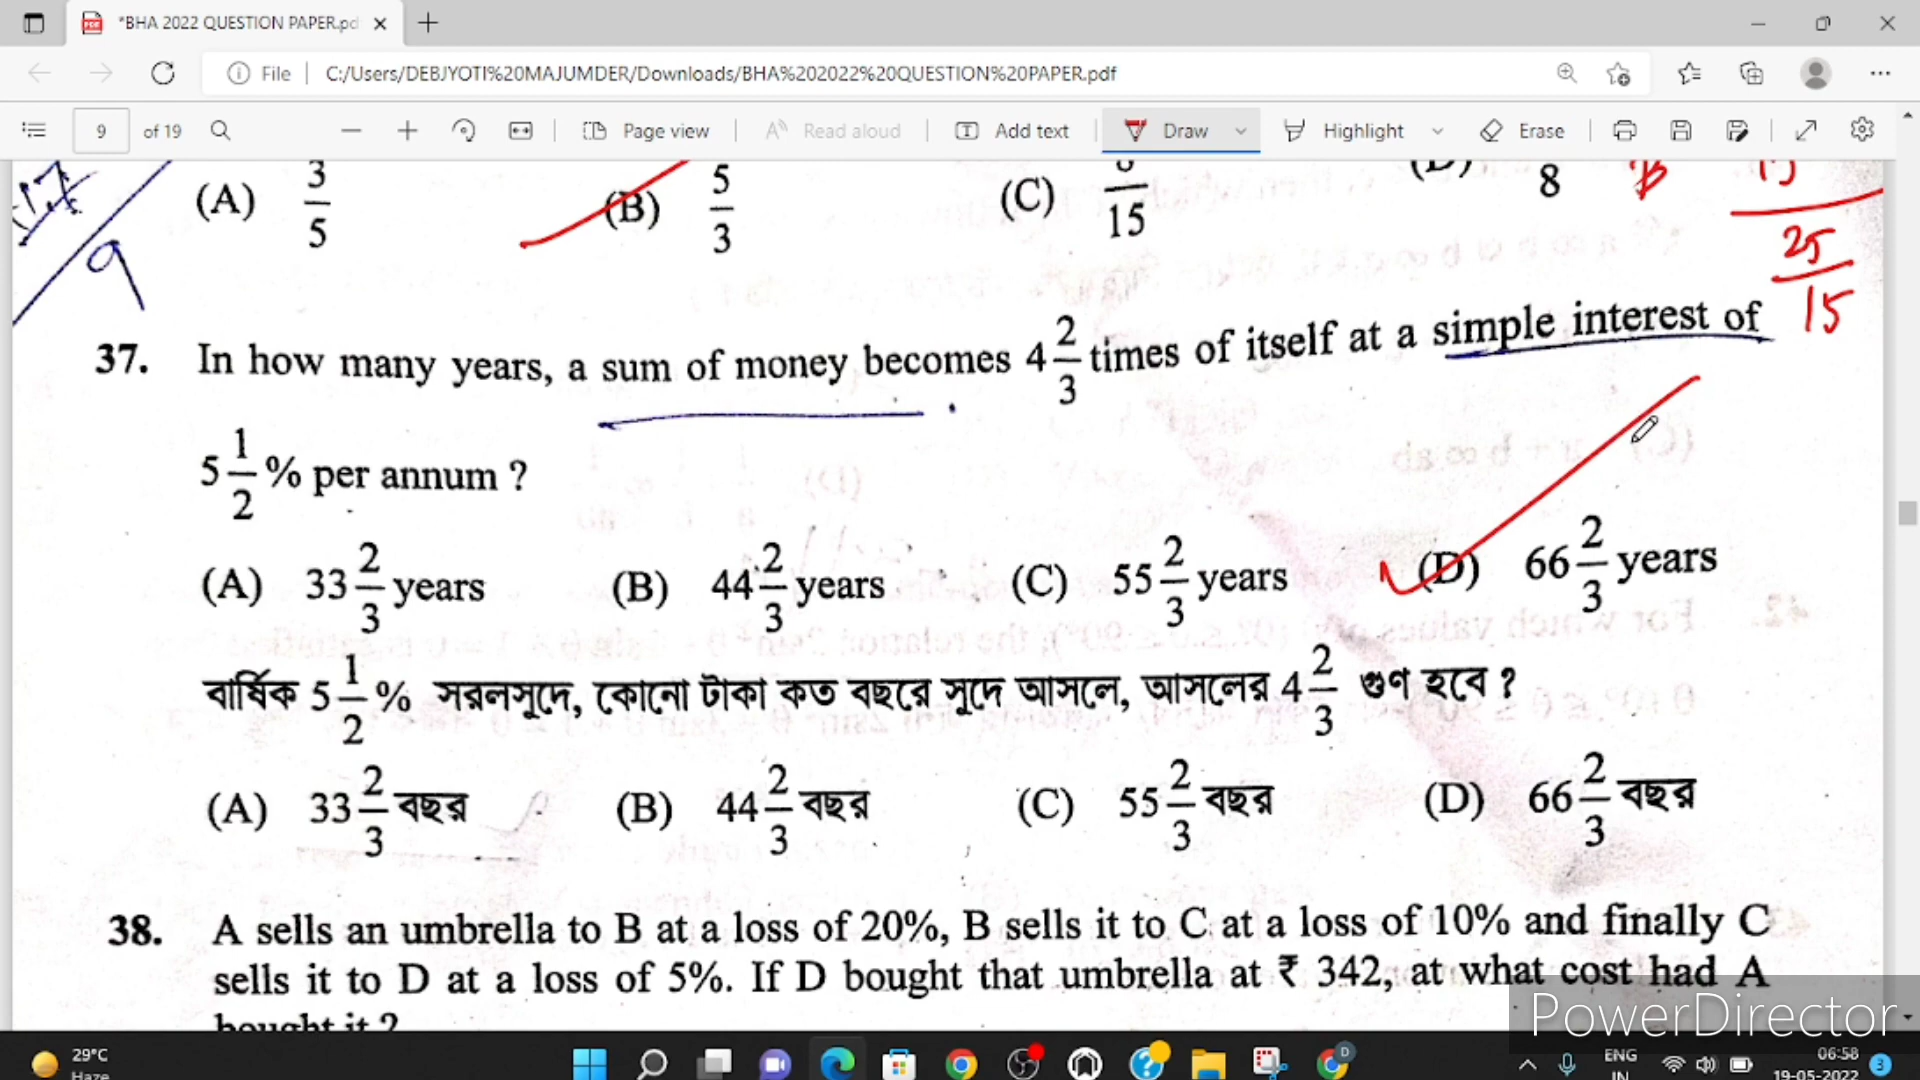 *BHA 2022 QUESTION PAPER.pd
File C:/Users/DEBJYOTI%20MAJUMDER/Downloads/BHA%202022%20QUESTION%20PAPER.pdf
9 of 19 Page view Read aloud Add text Draw Highlight Erase
(A) 3/5 (B) 5/3 (C) /15 8
25/15
9
37. In how many years, a sum of money becomes 4 2/3 times of itself at a simple interest of
5 1/2 % per annum ?
(A) 33 2/3 years (B) 44 2/3 years (C) 55 2/3 years (D) 66 2/3 years
বার্ষিক 5 1/2 % সরলসুদে, কোনো টাকা কত বছরে সুদে আসলে, আসলের 4 2/3 গুণ হবে ?
(A) 33 2/3 বছর (B) 44 2/3 বছর (C) 55 2/3 বছর (D) 66 2/3 বছর
38. A sells an umbrella to B at a loss of 20%, B sells it to C at a loss of 10% and finally C
sells it to D at a loss of 5%. If D bought that umbrella at ₹ 342, at what cost had A
bought it ?
PowerDirector
29°C
Haze
ENG
IN
06:58
19-05-2022
3